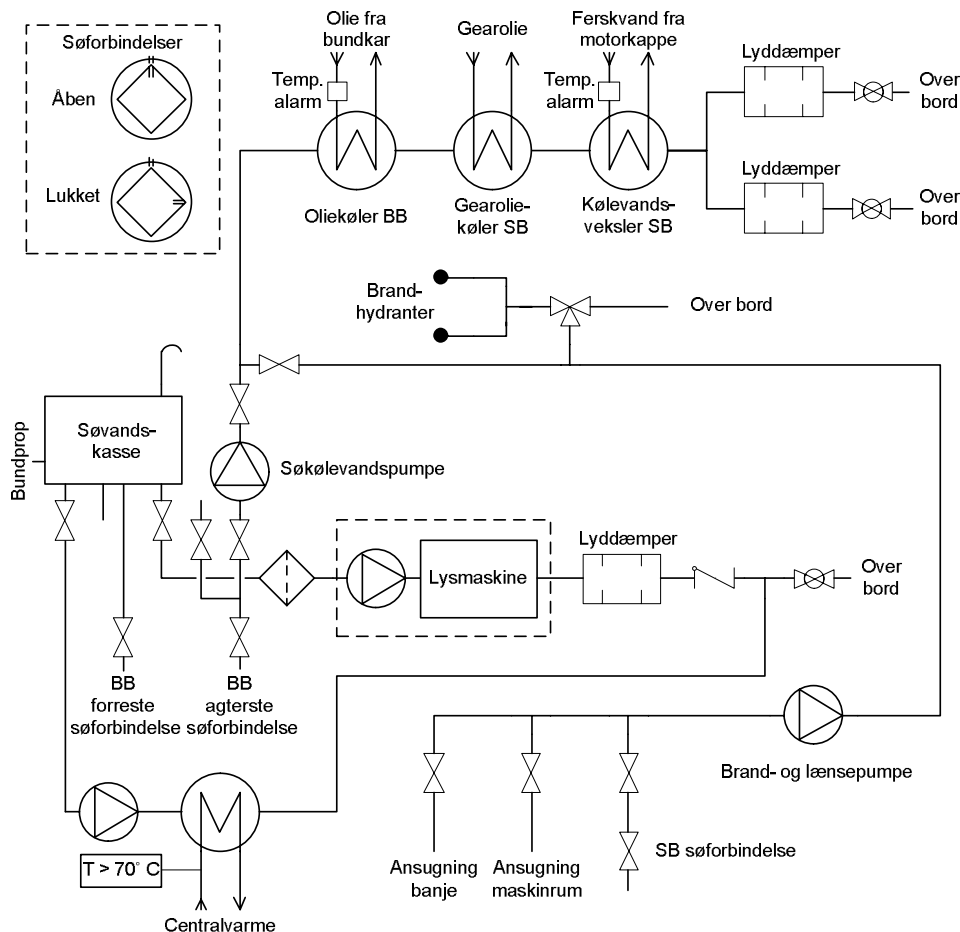 Søforbindelser
Åben
Lukket
Olie fra
bundkar
Gearolie
Ferskvand fra
motorkappe
Temp.
alarm
Temp.
alarm
Lyddæmper
Over
bord
Lyddæmper
Over
bord
Oliekøler BB
Gearolie-
køler SB
Kølevands-
veksler SB
Brand-
hydranter
Over bord
Bundprop
Søvands-
kasse
Søkølevandspumpe
Lysmaskine
Lyddæmper
Over
bord
BB
forreste
søforbindelse
BB
agterste
søforbindelse
Brand- og lænsepumpe
T > 70° C
Centralvarme
Ansugning
banje
Ansugning
maskinrum
SB søforbindelse